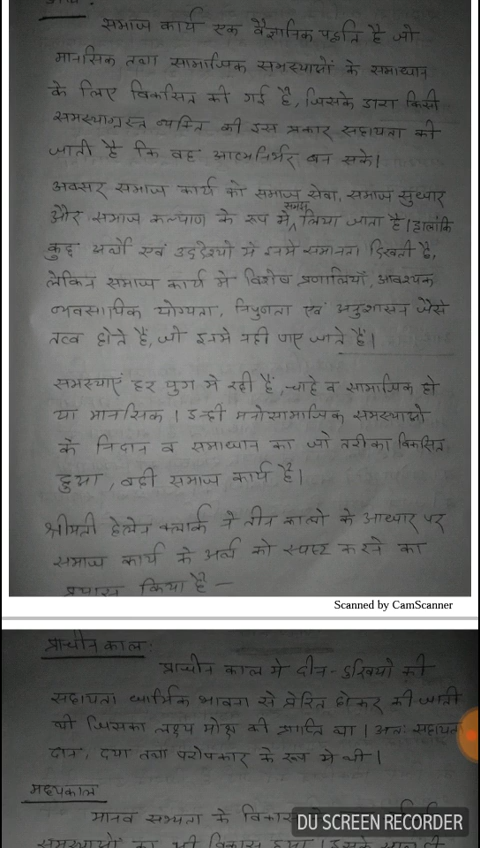 समाज कार्य एक वैज्ञानिक पद्धति है जो
मानसिक तथा सामाजिक समस्याओं के समाधान
के लिए विकसित की गई है, जिसके द्वारा किसी
समस्याग्रस्त व्यक्ति की इस प्रकार सहायता की
जाती है कि वह आत्मनिर्भर बन सके।
अक्सर समाज कार्य को समाज सेवा, समाज सुधार
और समाज कल्याण के रूप में समझ लिया जाता है। हालांकि
कुछ अर्थो एवं उद्देश्यो में इनमे समानता दिखती है,
लेकिन समाज कार्य मे विशेष प्रणालियाँ, आवश्यक
व्यवसायिक योग्यता, निपुणता एवं अनुशासन जैसे
तत्व होते हैं, जो इनमे नही पाए जाते हैं।
समस्याएं हर युग मे रही हैं, चाहे व सामाजिक हो
या मानसिक। इन्ही मनोसामाजिक समस्याओ
के निदान व समाधान का जो तरीका विकसित
हुआ, वही समाज कार्य है।
श्रीमती हेलेन क्लार्क ने तीन कालो के आधार पर
समाज कार्य के अर्थ को स्पष्ट करने का
प्रयास किया है -
Scanned by CamScanner
प्राचीन काल:
प्राचीन काल मे दीन-दुखियो की
सहायता धार्मिक भावना से प्रेरित होकर की जाती
थी जिसका लक्ष्य मोक्ष की प्राप्ति था। अतः सहायता
दान, दया तथा परोपकार के रूप मे थी।
मध्यकाल
मानव सभ्यता के विकास
समस्याओं का भी विकास हुआ। इसके साथ ही
DU SCREEN RECORDER